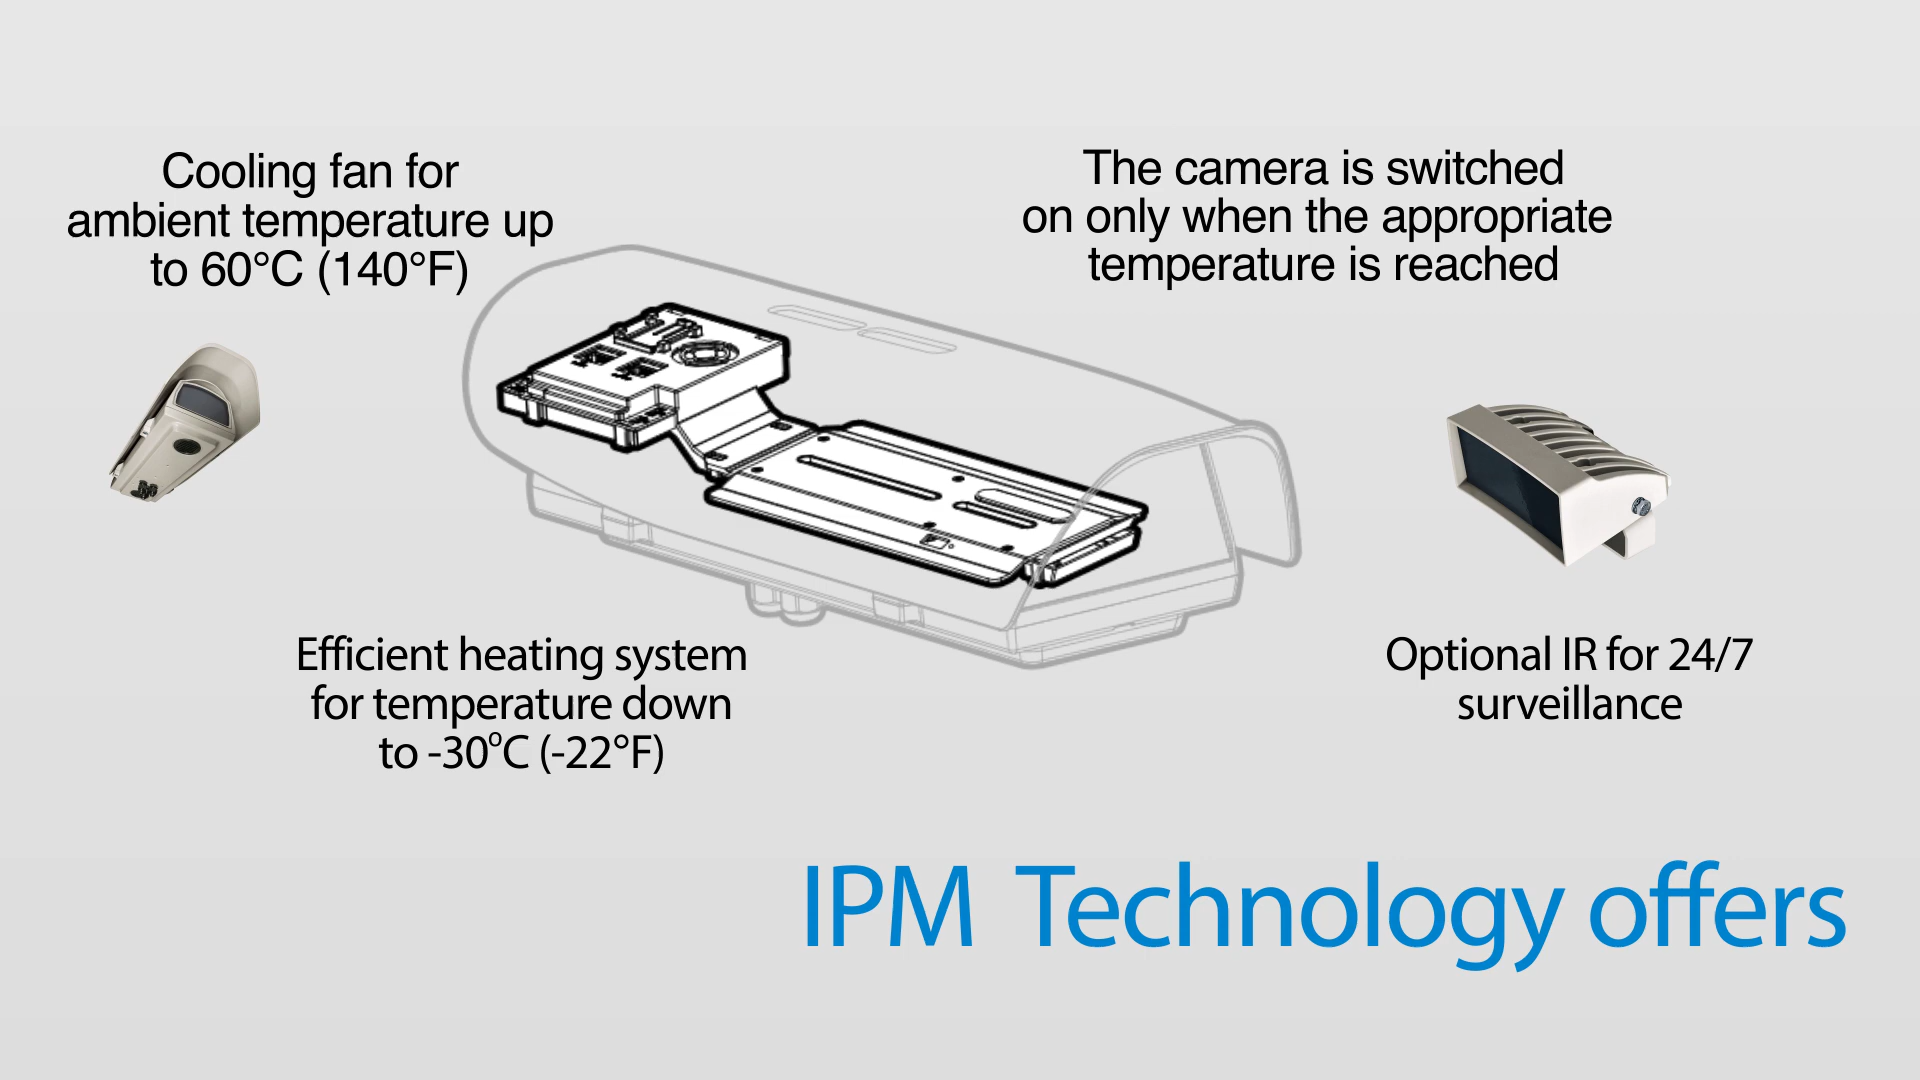 Cooling fan for
ambient temperature up
to 60°C (140°F)
The camera is switched
on only when the appropriate
temperature is reached
Efficient heating system
for temperature down
to -30ºC (-22°F)
Optional IR for 24/7
surveillance
IPM Technology offers